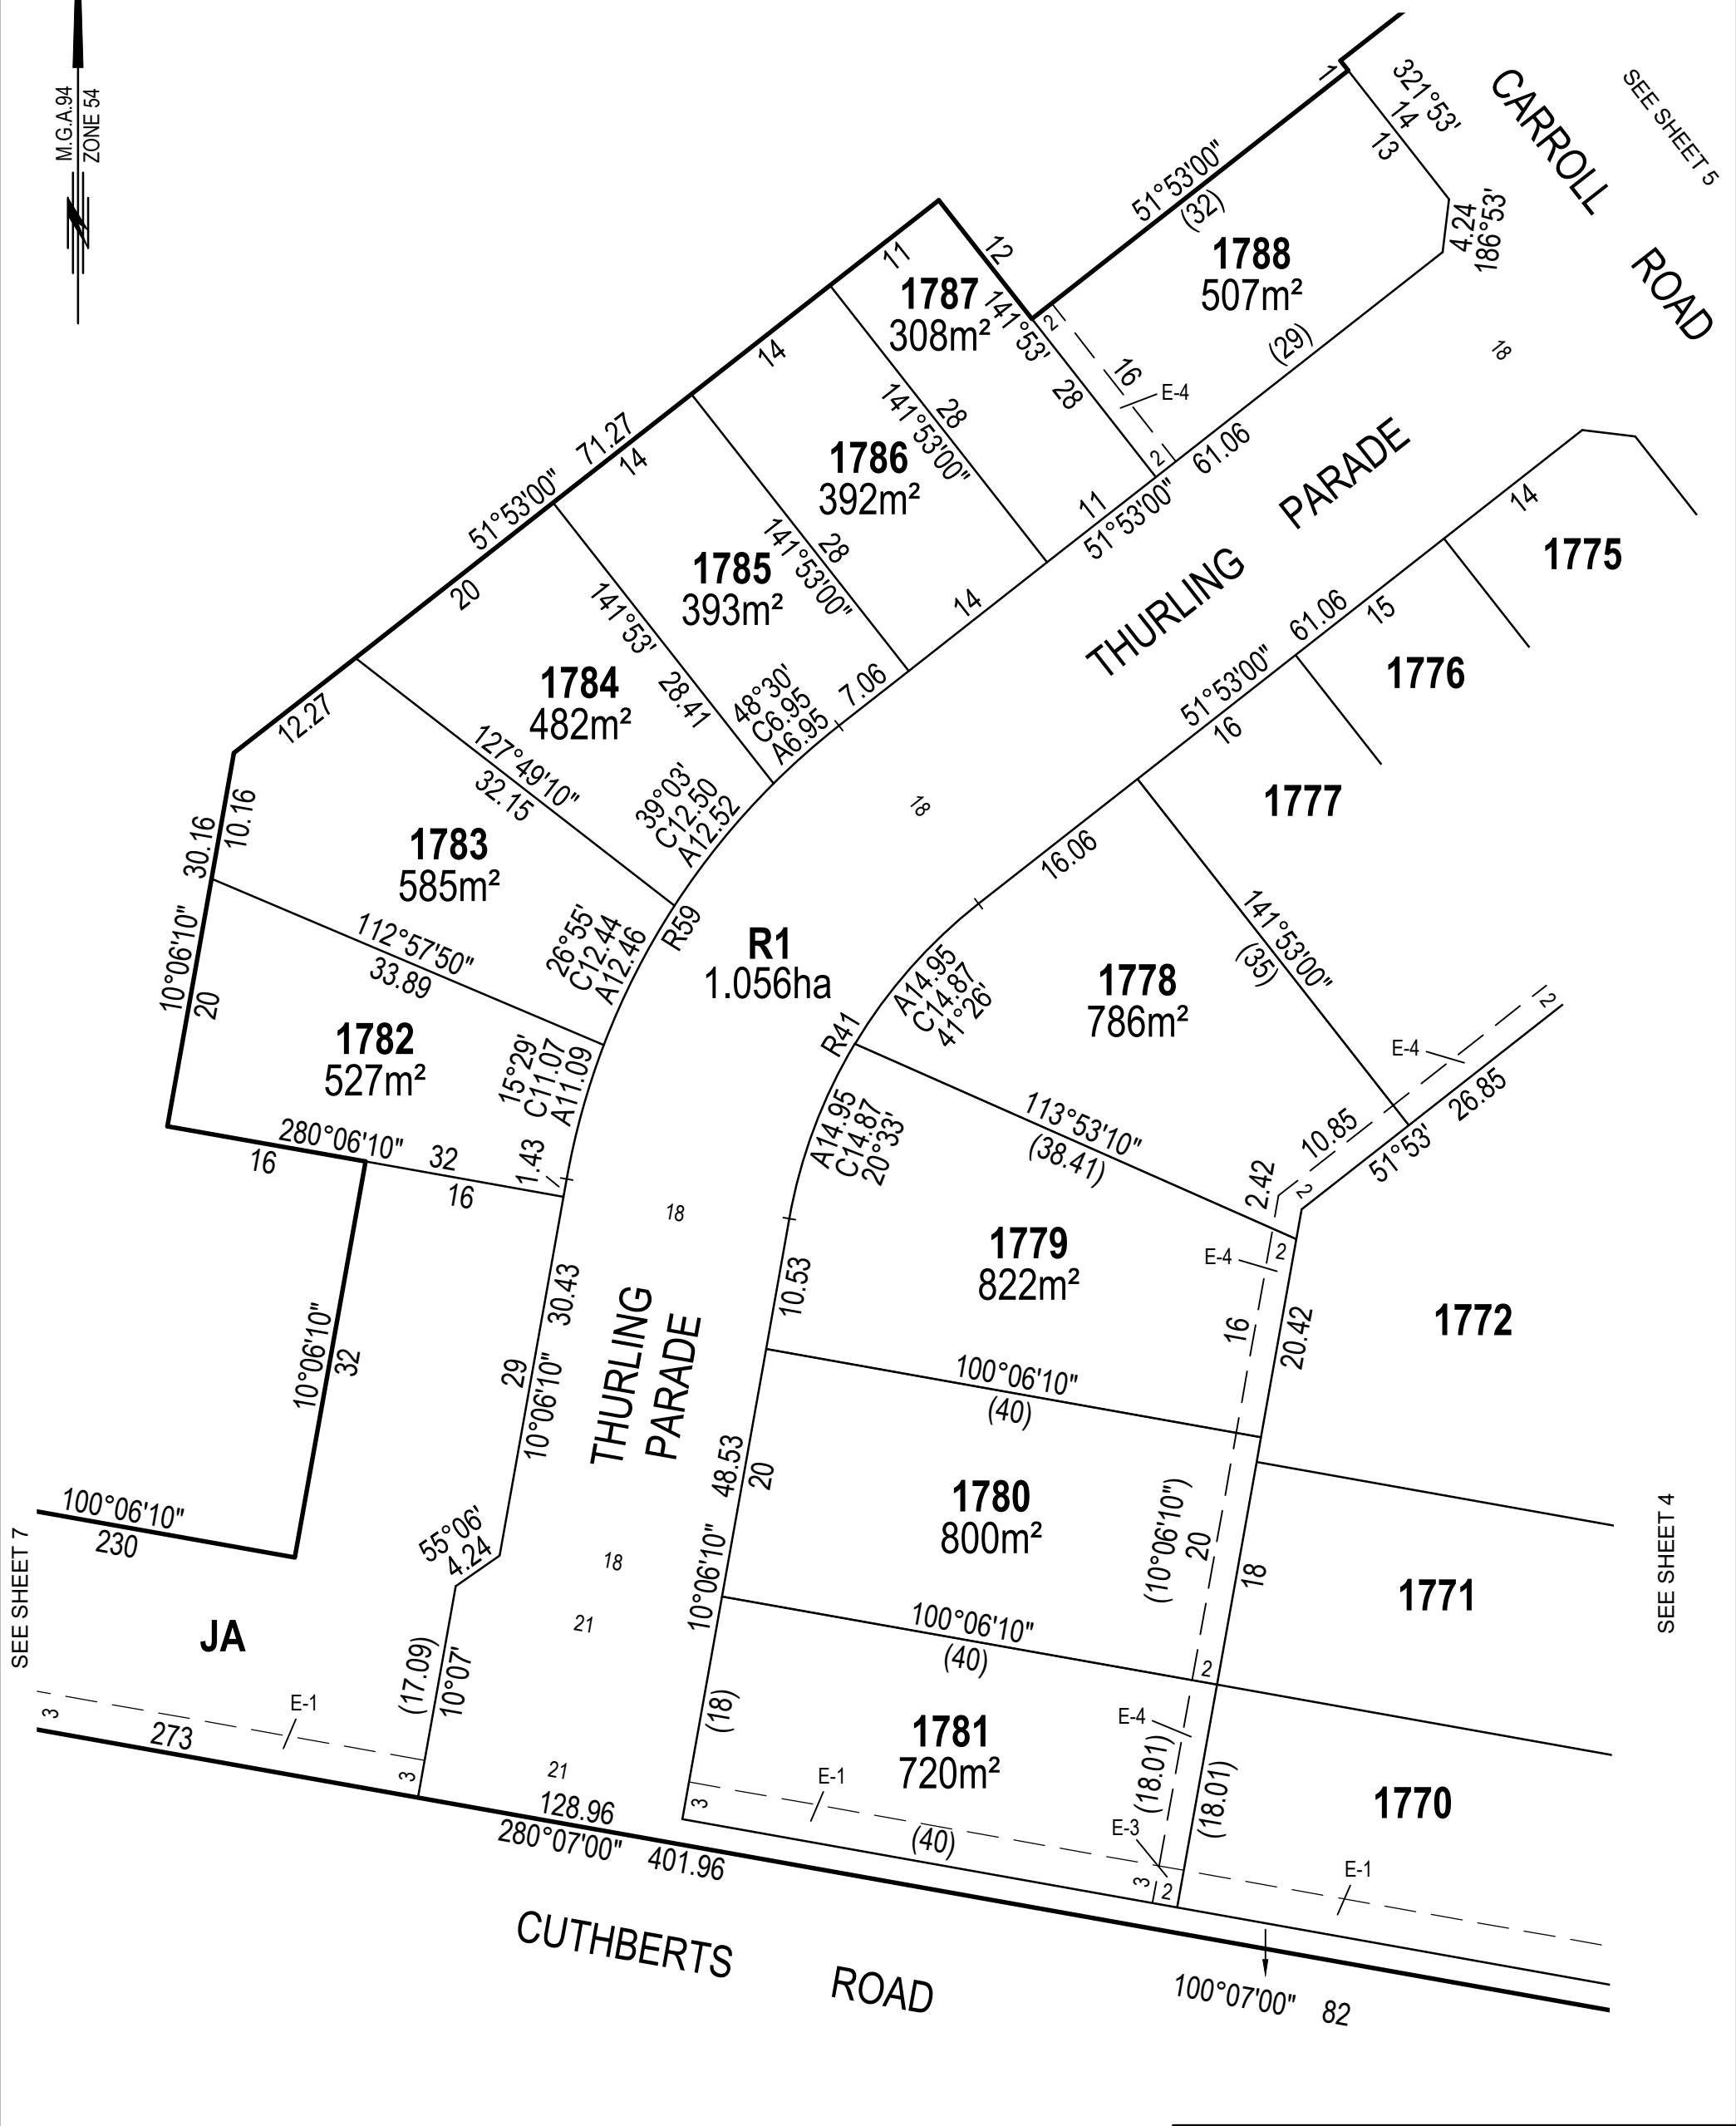 M.G.A.94
ZONE 54
1
321°53'
14
13
CARROLL
ROAD
SEE SHEET 5
51°53'00"
(32)
4.24
186°53'
1788
507m²
(29)
18
11
12
1787
308m²
141°53'
28
2
16
E-4
2
61.06
14
28
141°53'00"
11
51°53'00"
THURLING
PARADE
71.27
51°53'00"
14
1786
392m²
28
141°53'00"
14
1785
393m²
14
1775
20
141°53'
28.41
48°30'
C6.95
A6.95
7.06
61.06
15
51°53'00"
16
1776
1784
482m²
12.27
127°49'10"
32.15
39°03'
C12.50
A12.52
18
1777
30.16
10.16
1783
585m²
16.06
R59
26°55'
C12.44
A12.46
112°57'50"
33.89
R1
1.056ha
141°53'00"
(35)
10°06'10"
20
A14.95
C14.87
41°26'
1778
786m²
R41
2
E-4
26.85
1782
527m²
15°29'
C11.07
A11.09
280°06'10"
32
16
16
1.43
A14.95
C14.87
20°33'
113°53'10"
(38.41)
10.85
51°53'
2.42
2
18
1779
822m²
E-4
2
10.53
30.43
16
20.42
1772
THURLING
PARADE
10°06'10"
32
29
10°06'10"
100°06'10"
(40)
48.53
20
10°06'10"
1780
800m²
(10°06'10")
20
18
1771
SEE SHEET 4
100°06'10"
230
SEE SHEET 7
55°06'
4.24
18
21
JA
100°06'10"
(40)
2
(17.09)
10°07'
(18)
1781
720m²
E-4
(18.01)
(18.01)
1770
E-1
3
273
3
21
128.96
280°07'00"
401.96
3
E-1
(40)
E-3
3
2
E-1
CUTHBERTS
ROAD
100°07'00"
82